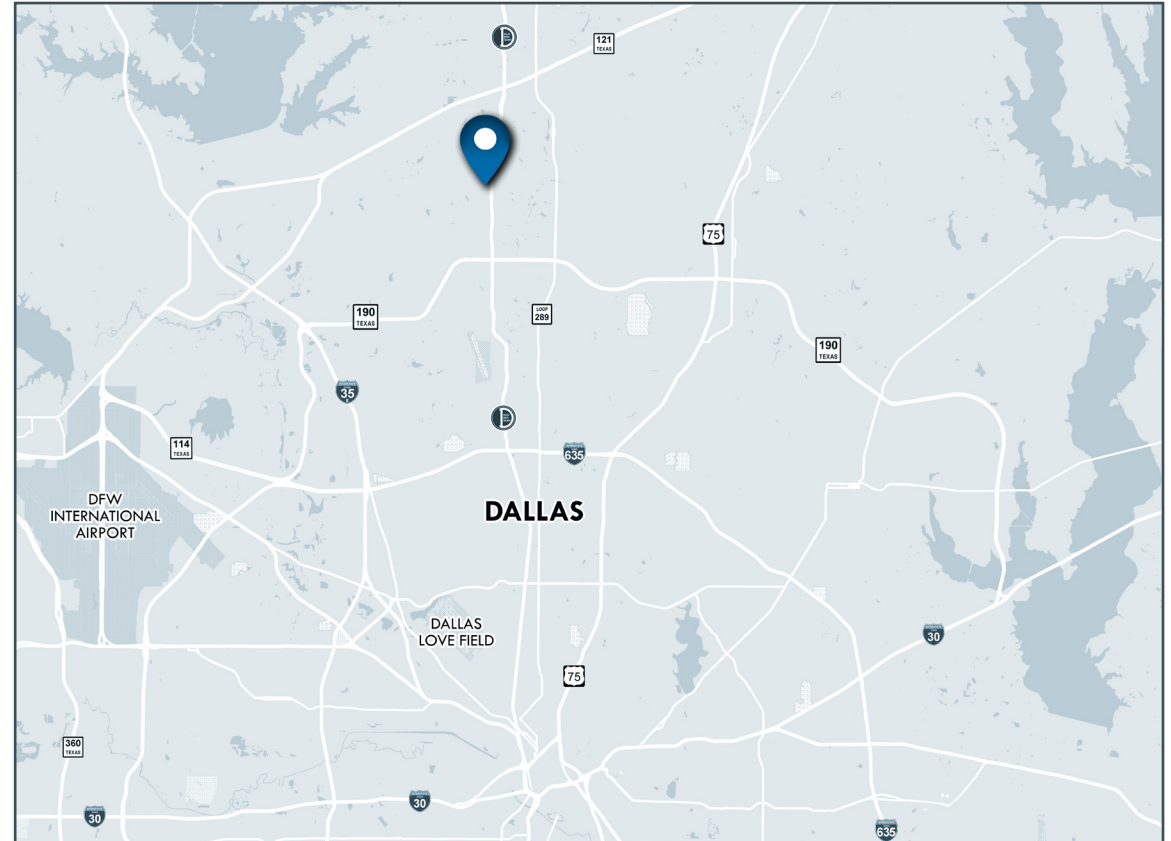 121
TEXAS
75
190
TEXAS
LOOP
289
190
TEXAS
35
114
TEXAS
635
DALLAS
DFW
INTERNATIONAL
AIRPORT
DALLAS
LOVE FIELD
30
75
360
TEXAS
30
30
635